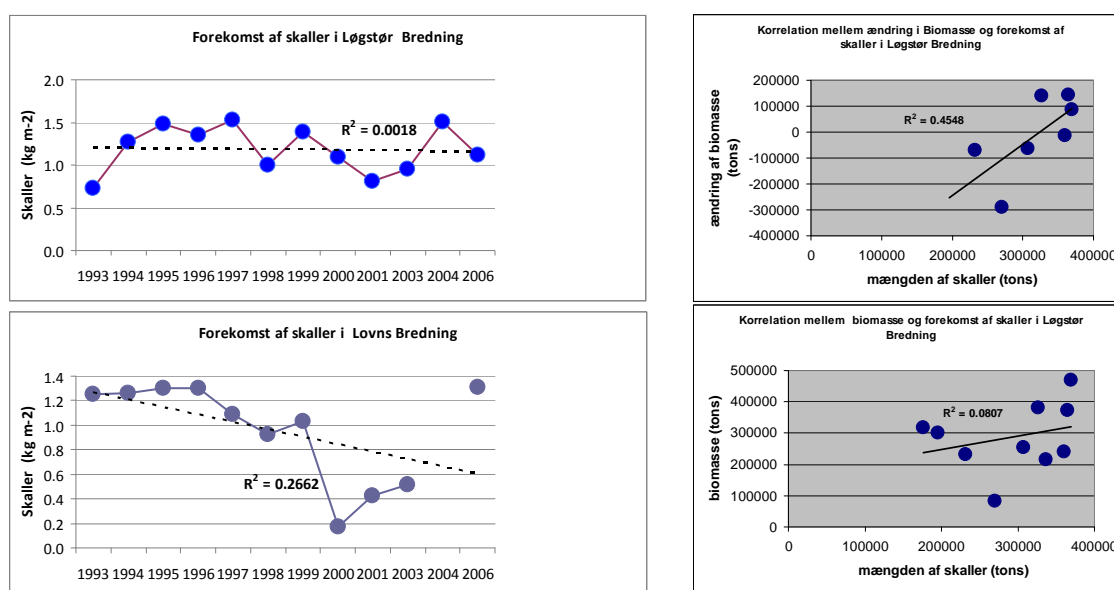 Forekomst af skaller i Løgstør Bredning
Skaller (kg m-2)
2.0
1.5
1.0
0.5
0.0
R² = 0.0018
1993 1994 1995 1996 1997 1998 1999 2000 2001 2003 2004 2006
Korrelation mellem ændring i Biomasse og forekomst af
skaller i Løgstør Bredning
ændring af biomasse
(tons)
200000
100000
0
-100000
-200000
-300000
-400000
R² = 0.4548
0 100000 200000 300000 400000
mængden af skaller (tons)
Forekomst af skaller i Lovns Bredning
Skaller (kg m-2)
1.4
1.2
1.0
0.8
0.6
0.4
0.2
0.0
R² = 0.2662
1993 1994 1995 1996 1997 1998 1999 2000 2001 2003 2004 2006
Korrelation mellem biomasse og forekomst af skaller i Løgstør
Bredning
biomasse (tons)
500000
400000
300000
200000
100000
0
R² = 0.0807
0 100000 200000 300000 400000
mængden af skaller (tons)